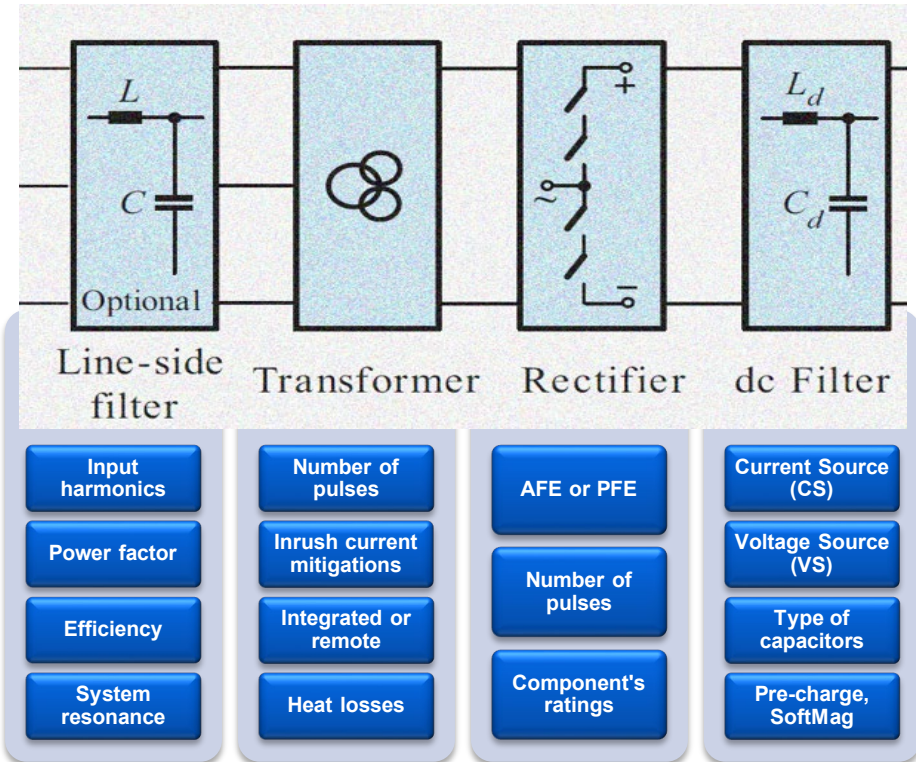 L
C
Optional
+
~
−
L_d
C_d
Line-side
filter
Transformer
Rectifier
dc Filter
Input
harmonics
Power factor
Efficiency
System
resonance
Number of
pulses
Inrush current
mitigations
Integrated or
remote
Heat losses
AFE or PFE
Number of
pulses
Component's
ratings
Current Source
(CS)
Voltage Source
(VS)
Type of
capacitors
Pre-charge,
SoftMag